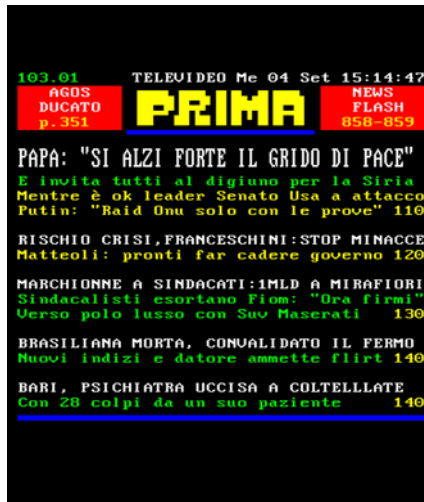 103.01 TELEVIDEO Me 04 Set 15:14:47
AGOS DUCATO p.351
PRIMA
NEWS FLASH 858-859
PAPA: "SI ALZI FORTE IL GRIDO DI PACE"
E invita tutti al digiuno per la Siria
Mentre è ok leader Senato Usa a attacco
Putin: "Raid Onu solo con le prove" 110
RISCHIO CRISI,FRANCESCHINI:STOP MINACCE
Matteoli: pronti far cadere governo 120
MARCHIONNE A SINDACATI:1MLD A MIRAFIORI
Sindacalisti esortano Fiom: "Ora firmi"
Verso polo lusso con Suv Maserati 130
BRASILIANA MORTA, CONVALIDATO IL FERMO
Nuovi indizi e datore ammette flirt 140
BARI, PSICHIATRA UCCISA A COLTELLLATE
Con 28 colpi da un suo paziente 140